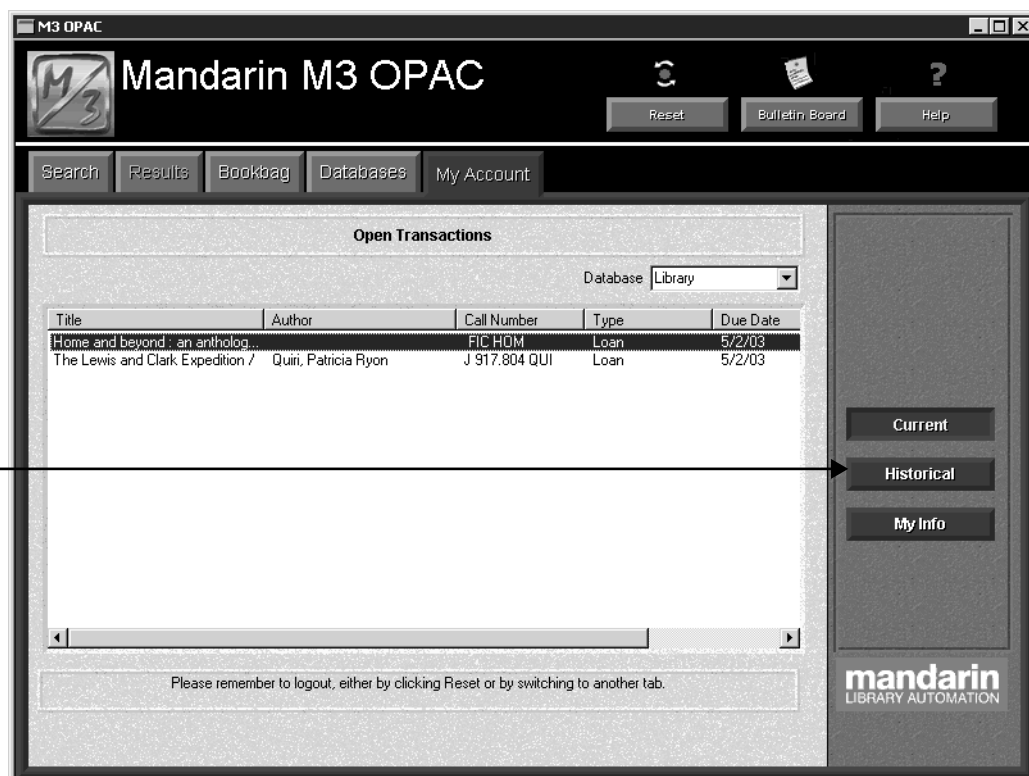 M3 OPAC
M/3 Mandarin M3 OPAC
?
Reset Bulletin Board Help
Search Results Bookbag Databases My Account
Open Transactions
Database Library
Title Author Call Number Type Due Date
Home and beyond : an antholog... FIC HOM Loan 5/2/03
The Lewis and Clark Expedition / Quiri, Patricia Ryon J 917.804 QUI Loan 5/2/03
Current
Historical
My Info
Please remember to logout, either by clicking Reset or by switching to another tab.
mandarin
LIBRARY AUTOMATION